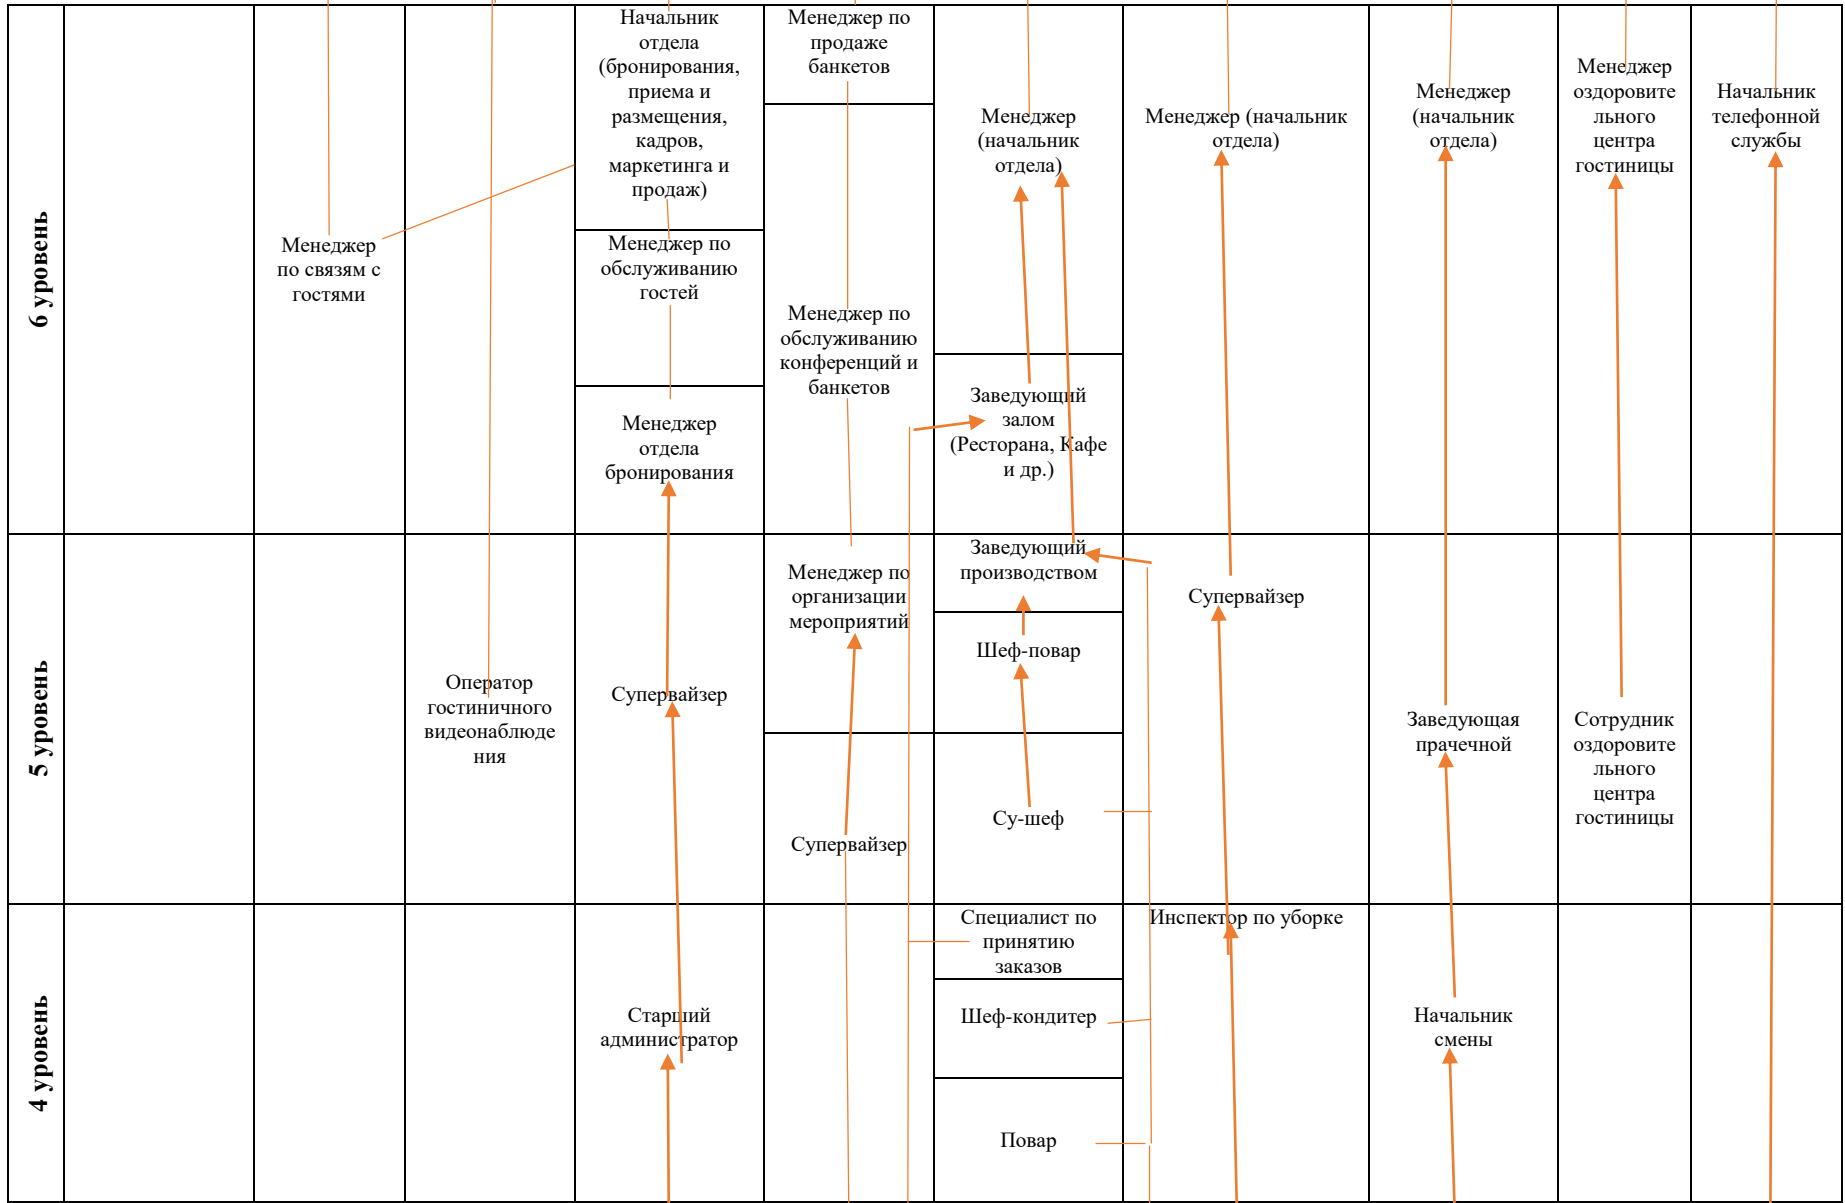 6 уровень
Менеджер
по связям с
гостями
Начальник
отдела
(бронирования,
приема и
размещения,
кадров,
маркетинга и
продаж)
Менеджер по
обслуживанию
гостей
Менеджер
отдела
бронирования
Менеджер по
продаже
банкетов
Менеджер по
обслуживанию
конференций и
банкетов
Менеджер
(начальник
отдела)
Заведующий
залом
(Ресторана, Кафе
и др.)
Менеджер (начальник
отдела)
Менеджер
(начальник
отдела)
Менеджер
оздоровите
льного
центра
гостиницы
Начальник
телефонной
службы
5 уровень
Оператор
гостиничного
видеонаблюде
ния
Супервайзер
Менеджер по
организации
мероприятий
Супервайзер
Заведующий
производством
Шеф-повар
Су-шеф
Супервайзер
Заведующая
прачечной
Сотрудник
оздоровите
льного
центра
гостиницы
4 уровень
Старший
администратор
Специалист по
принятию
заказов
Шеф-кондитер
Повар
Инспектор по уборке
Начальник
смены